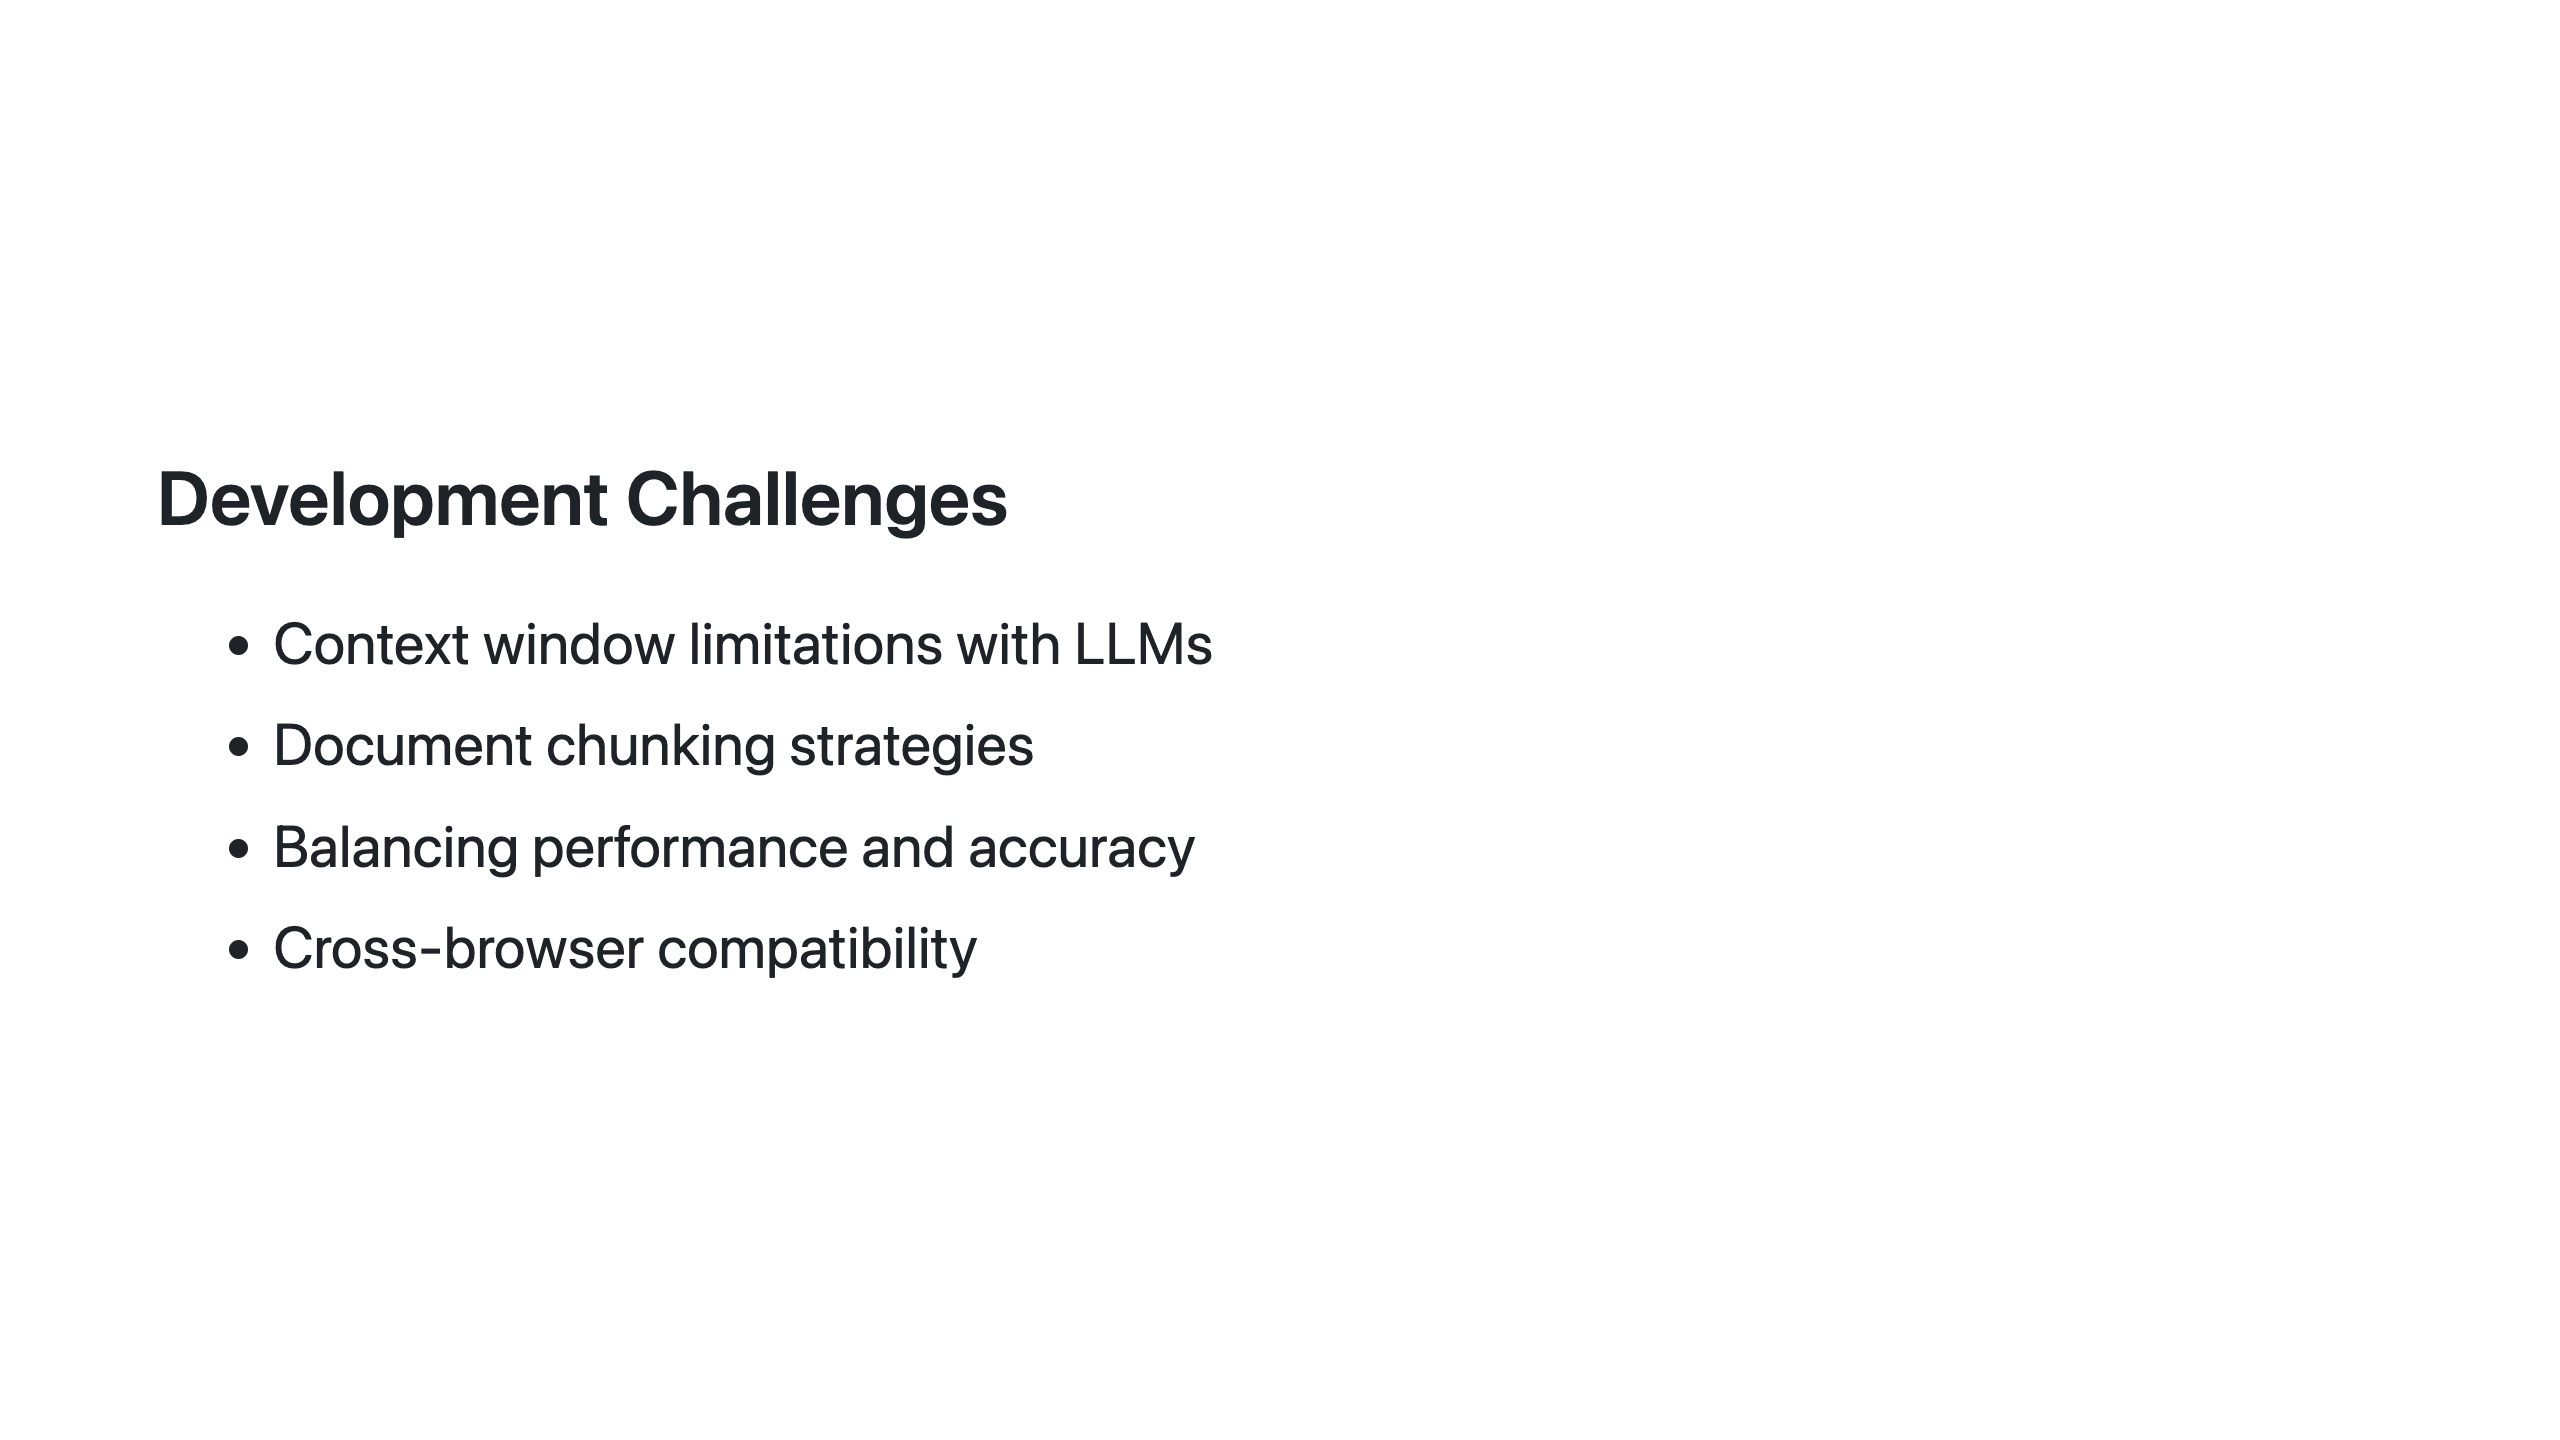 Development Challenges
• Context window limitations with LLMs
• Document chunking strategies
• Balancing performance and accuracy
• Cross-browser compatibility